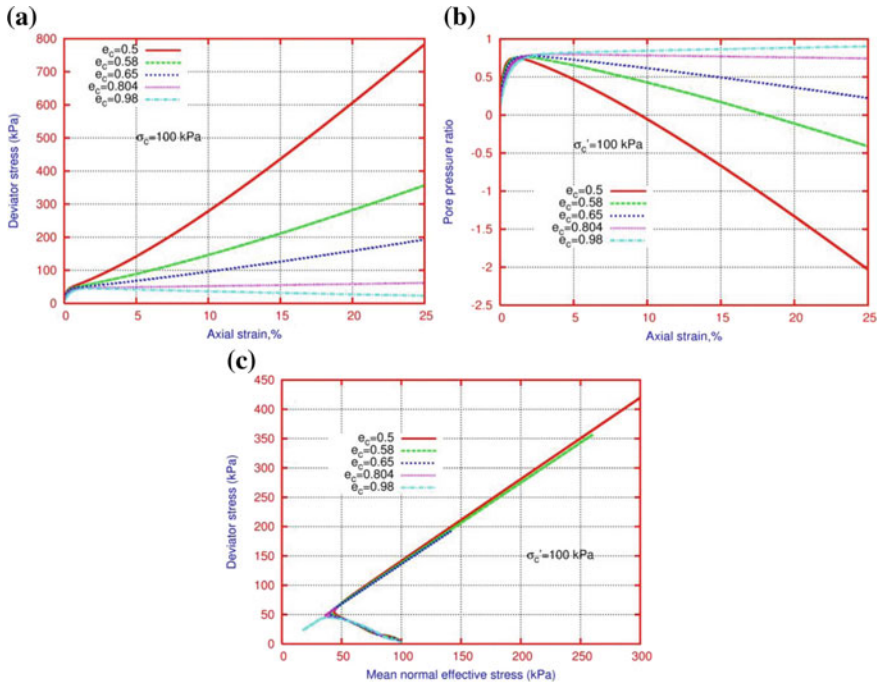 (a)
800
700
600
500
400
300
200
100
0
Deviator stress (kPa)
e_c=0.5
e_c=0.58
e_c=0.65
e_c=0.804
e_c=0.98
σ_c=100 kPa
0 5 10 15 20 25
Axial strain,%
(b)
1
0.5
0
-0.5
-1
-1.5
-2
-2.5
Pore pressure ratio
σ_c'=100 kPa
e_c=0.5
e_c=0.58
e_c=0.65
e_c=0.804
e_c=0.98
0 5 10 15 20 25
Axial strain,%
(c)
450
400
350
300
250
200
150
100
50
0
Deviator stress (kPa)
e_c=0.5
e_c=0.58
e_c=0.65
e_c=0.804
e_c=0.98
σ_c'=100 kPa
0 50 100 150 200 250 300
Mean normal effective stress (kPa)